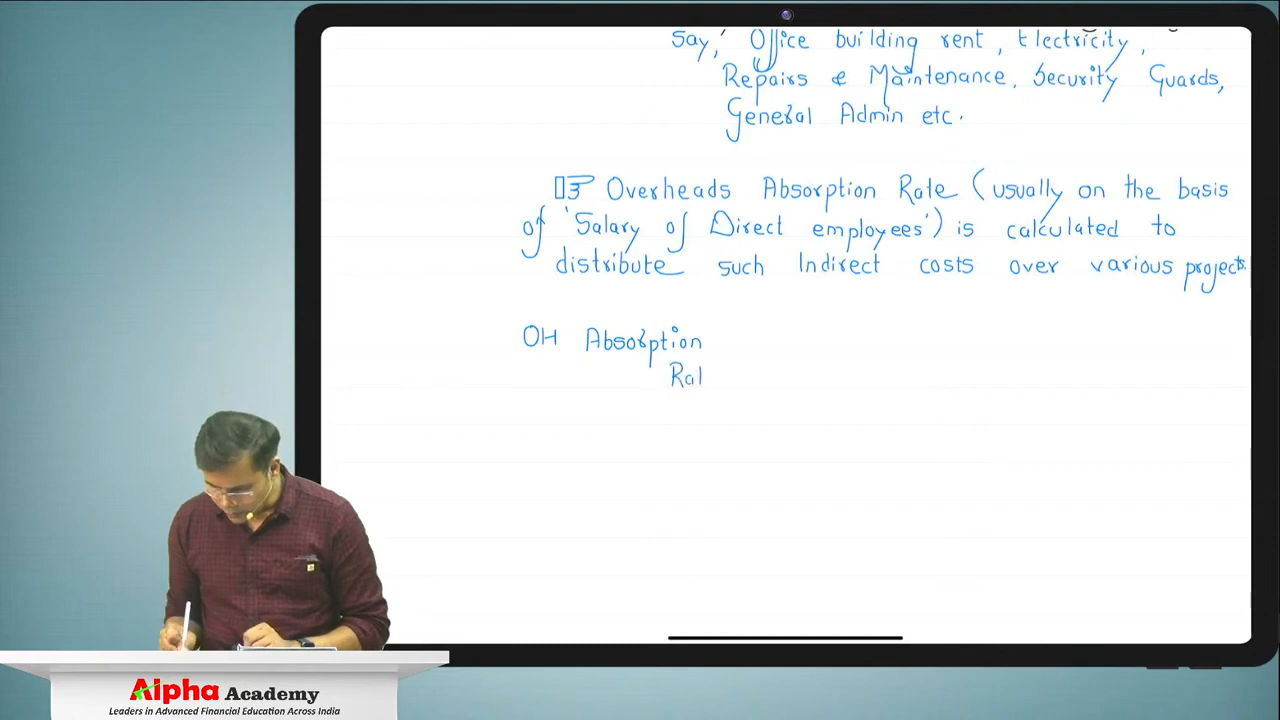 Say, Office building rent, Electricity,
Repairs & Maintenance, Security Guards,
General Admin etc.
Overheads Absorption Rate (usually on the basis
of 'Salary of Direct employees') is calculated to
distribute such Indirect costs over various projects.
OH Absorption
Rat
Alpha Academy
Leaders in Advanced Financial Education Across India